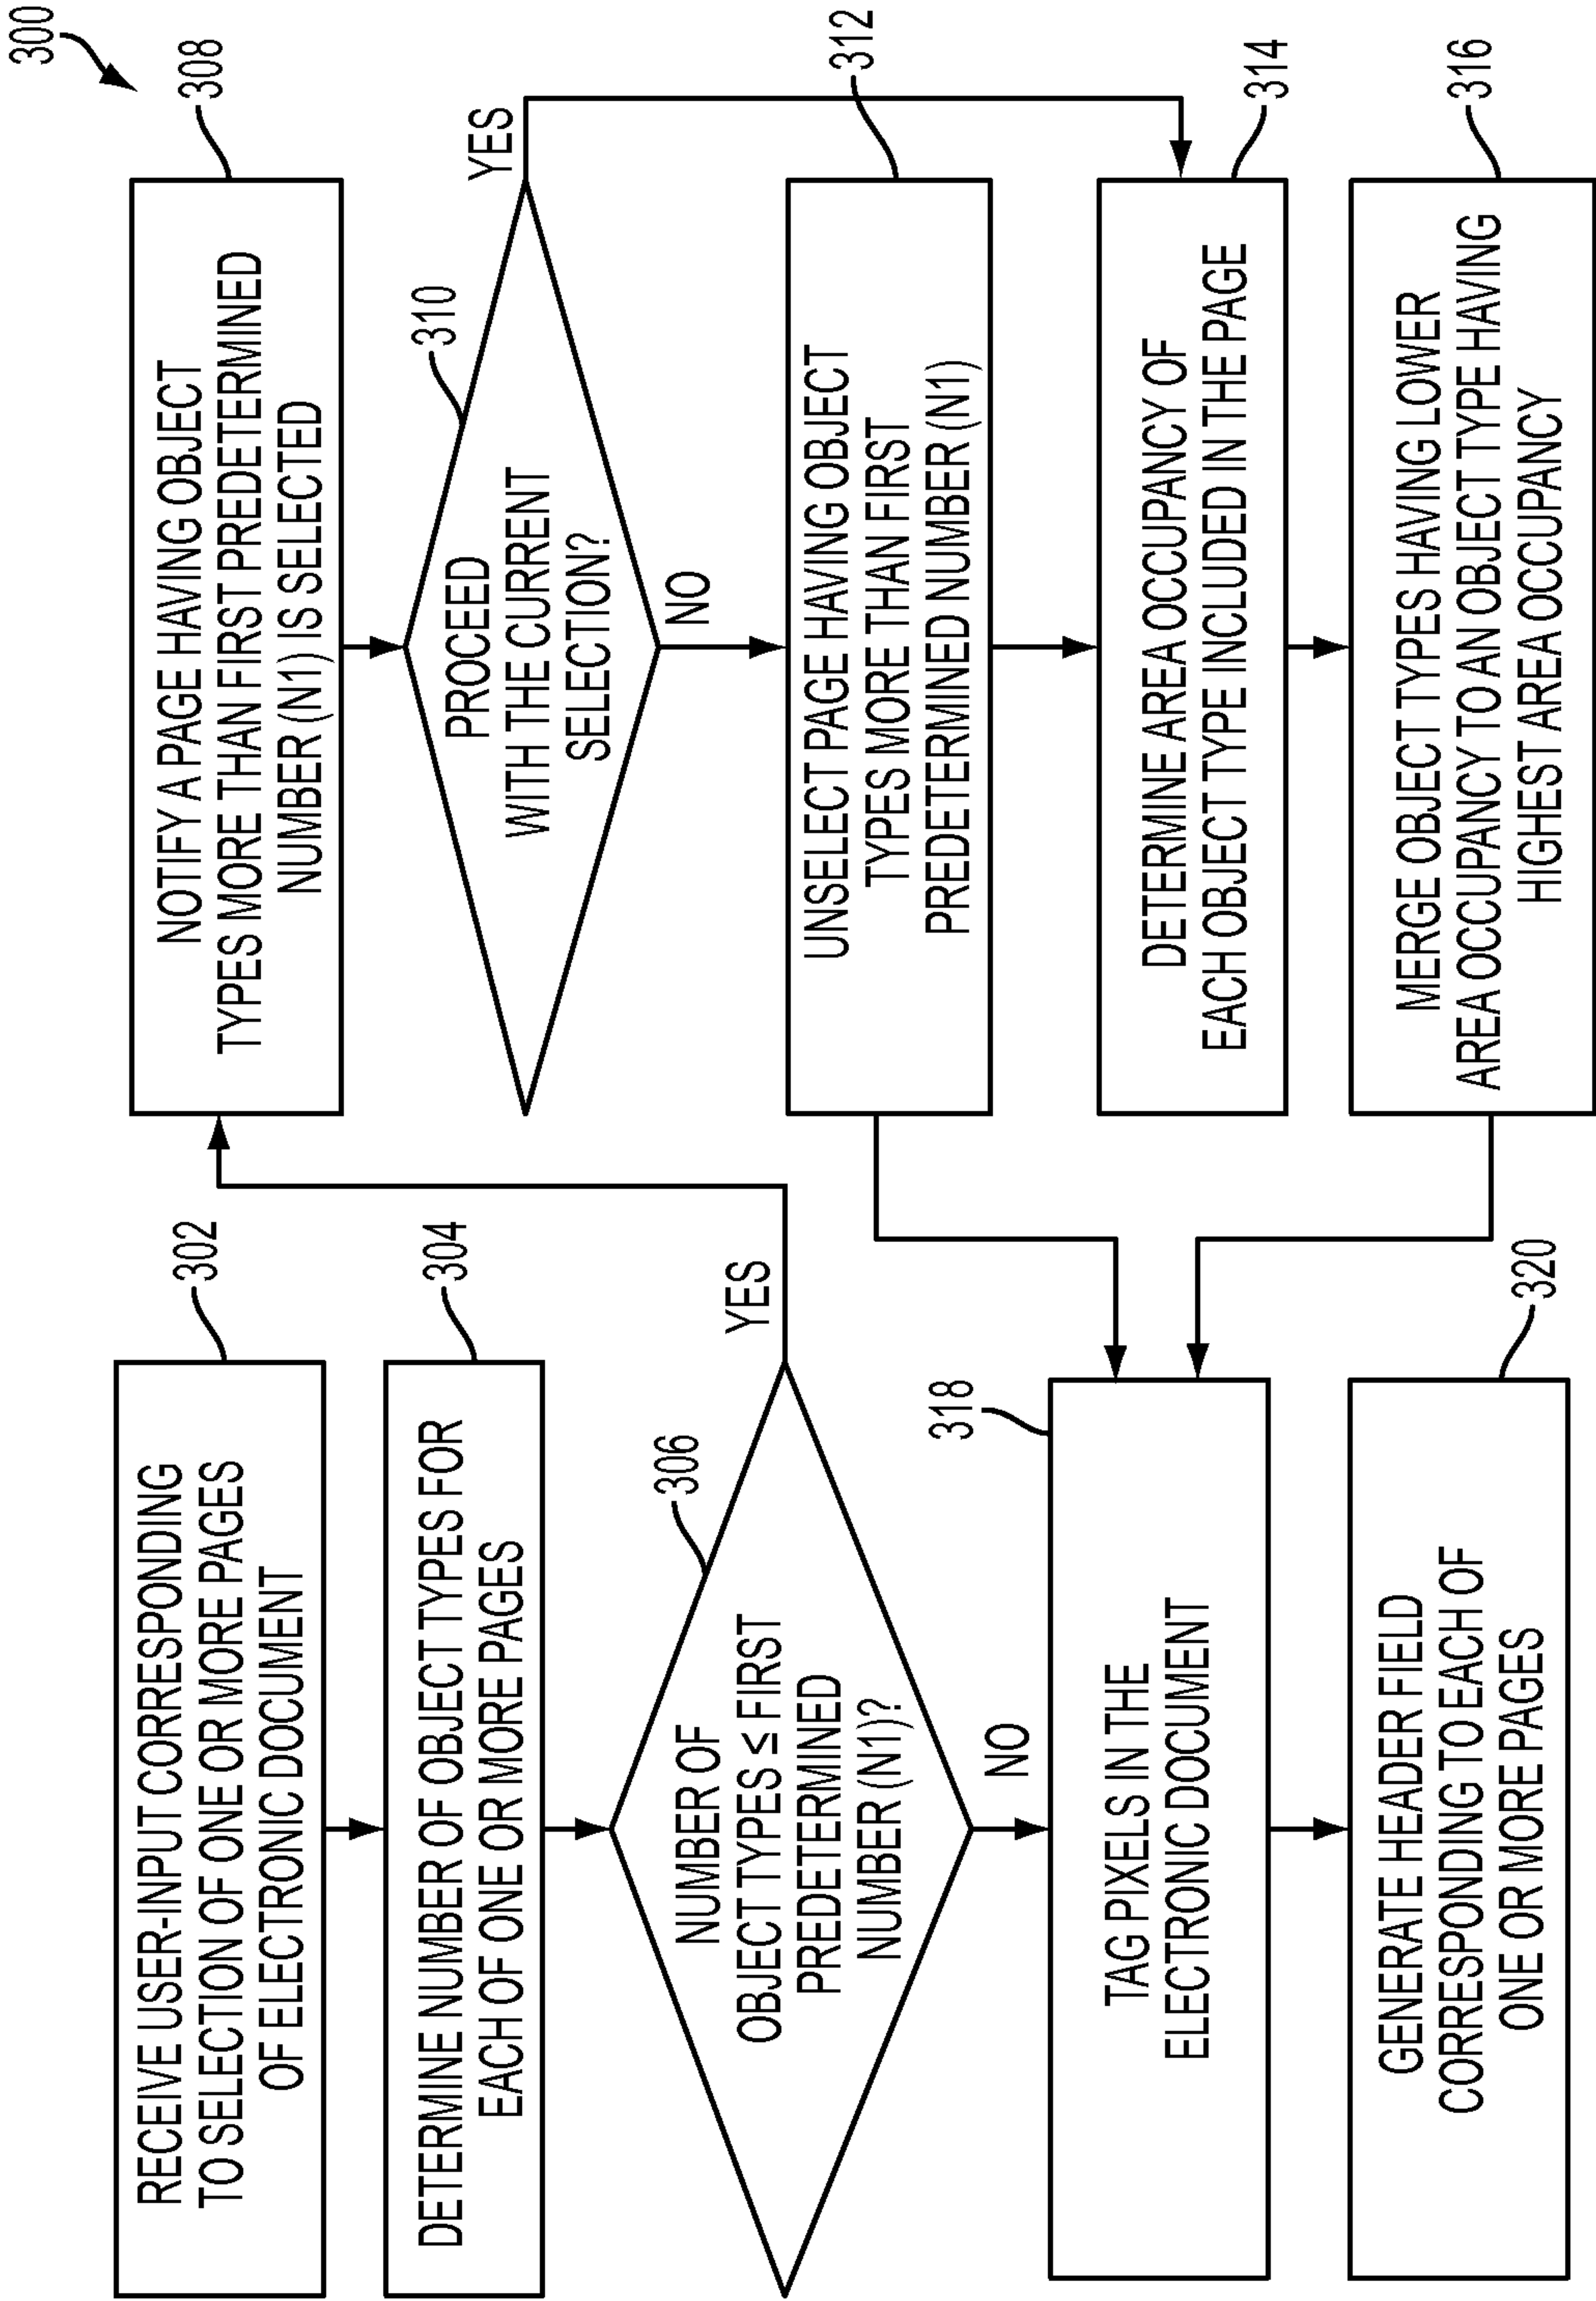 300
302
RECEIVE USER-INPUT CORRESPONDING
TO SELECTION OF ONE OR MORE PAGES
OF ELECTRONIC DOCUMENT
304
DETERMINE NUMBER OF OBJECT TYPES FOR
EACH OF ONE OR MORE PAGES
306
NUMBER OF
OBJECT TYPES ≤ FIRST
PREDETERMINED
NUMBER (N1)?
YES
NO
318
TAG PIXELS IN THE
ELECTRONIC DOCUMENT
320
GENERATE HEADER FIELD
CORRESPONDING TO EACH OF
ONE OR MORE PAGES
308
NOTIFY A PAGE HAVING OBJECT
TYPES MORE THAN FIRST PREDETERMINED
NUMBER (N1) IS SELECTED
310
PROCEED
WITH THE CURRENT
SELECTION?
YES
NO
312
UNSELECT PAGE HAVING OBJECT
TYPES MORE THAN FIRST
PREDETERMINED NUMBER (N1)
314
DETERMINE AREA OCCUPANCY OF
EACH OBJECT TYPE INCLUDED IN THE PAGE
316
MERGE OBJECT TYPES HAVING LOWER
AREA OCCUPANCY TO AN OBJECT TYPE HAVING
HIGHEST AREA OCCUPANCY